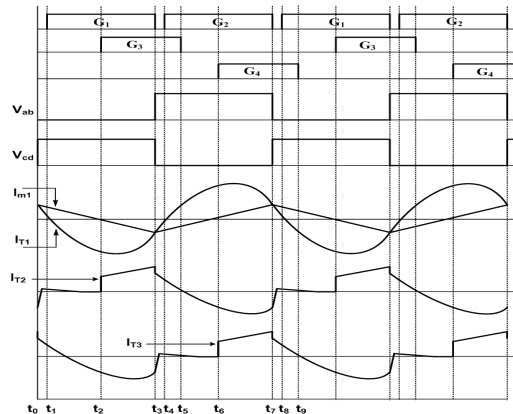 G1 G2 G1 G2
G3 G3
G4 G4
Vab
Vcd
Im1
IT1
IT2
IT3
t0 t1 t2 t3 t4 t5 t6 t7 t8 t9